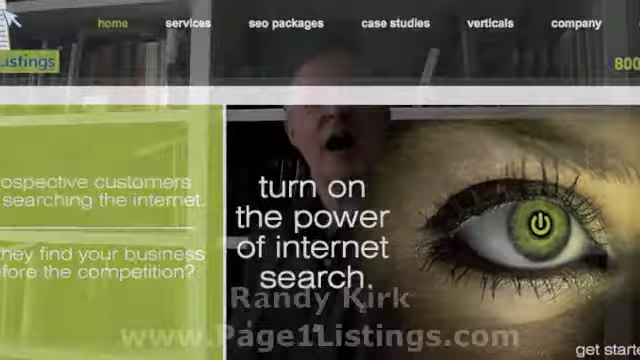 home services seo packages case studies verticals company
Listings
800
ospective customers
searching the internet.
hey find your business
fore the competition?
turn on
the power
of internet
search.
Randy Kirk
www.Page1Listings.com
get starte